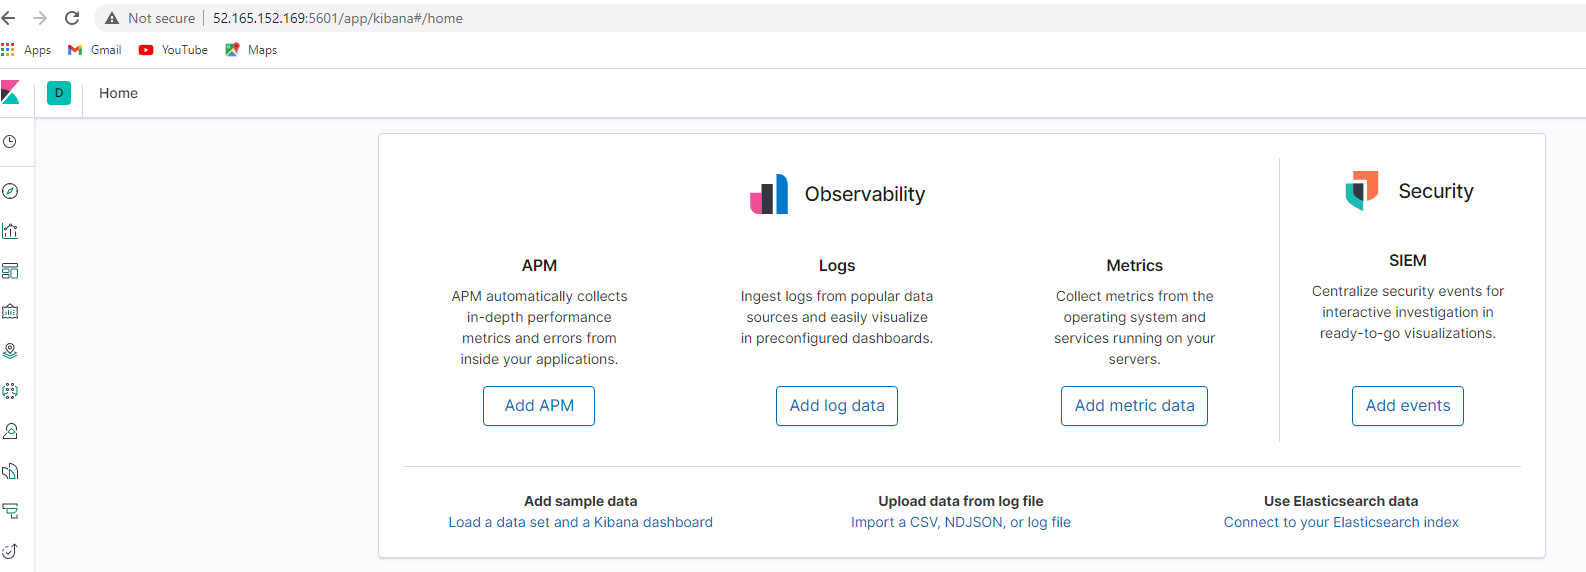 Not secure 52.165.152.169:5601/app/kibana#/home
Apps Gmail YouTube Maps
D Home
Observability
Security
APM
APM automatically collects
in-depth performance
metrics and errors from
inside your applications.
Add APM
Logs
Ingest logs from popular data
sources and easily visualize
in preconfigured dashboards.
Add log data
Metrics
Collect metrics from the
operating system and
services running on your
servers.
Add metric data
SIEM
Centralize security events for
interactive investigation in
ready-to-go visualizations.
Add events
Add sample data
Load a data set and a Kibana dashboard
Upload data from log file
Import a CSV, NDJSON, or log file
Use Elasticsearch data
Connect to your Elasticsearch index